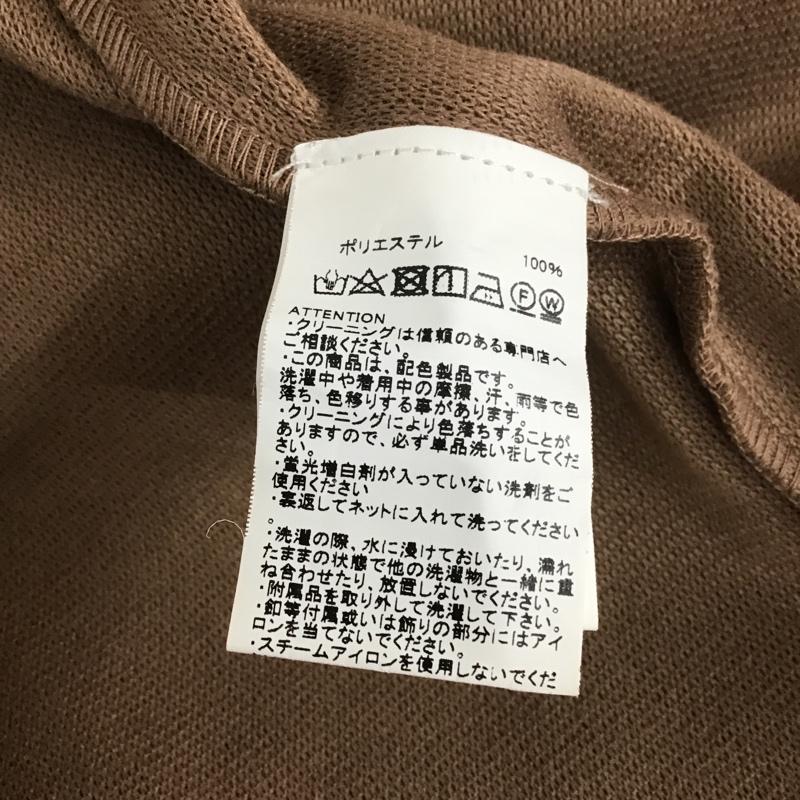 ポリエステル 100%
F W
ATTENTION
・クリーニングは信頼のある専門店へ
ご相談ください。
・この商品は、配色製品です。
洗濯中や着用中の摩擦、汗、雨等で色
落ち、色移りする事があります。
・クリーニングにより色落ちすることが
ありますので、必ず単品洗いをしてくだ
さい。
・蛍光増白剤が入っていない洗剤をご
使用ください
・裏返してネットに入れて洗ってください
。
・洗濯の際、水に浸けておいたり、濡れ
たままの状態で他の洗濯物と一緒に重
ね合わせたり、放置しないでください。
・附属品を取り外して洗濯して下さい。
・釦等付属或いは飾りの部分にはアイ
ロンを当てないでください。
・スチームアイロンを使用しないでくだ